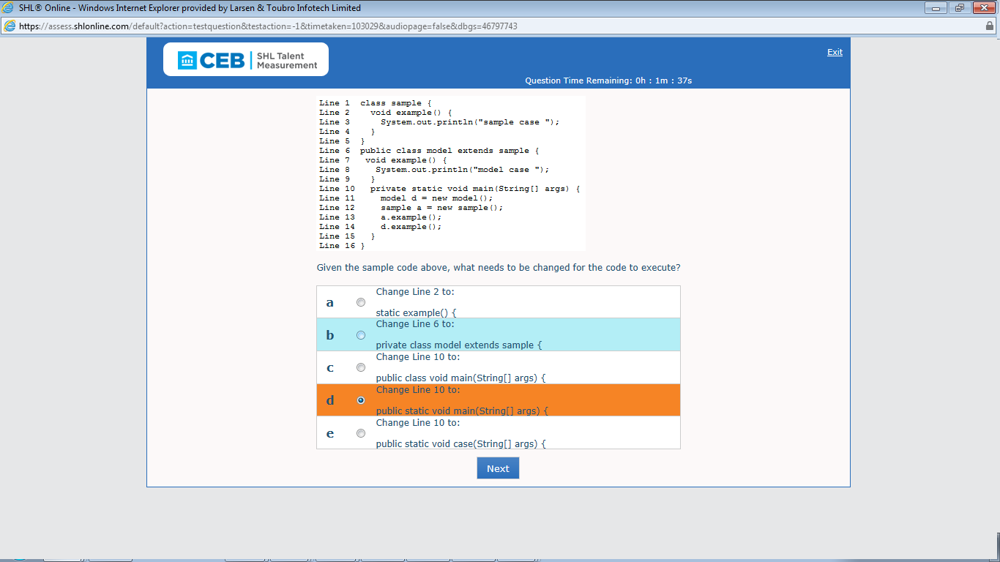 SHL® Online - Windows Internet Explorer provided by Larsen & Toubro Infotech Limited
https://assess.shlonline.com/default?action=testquestion&testaction=-1&timetaken=103029&audiopage=false&dbgs=46797743
CEB SHL Talent
Measurement
Exit
Question Time Remaining: 0h : 1m : 37s
Line 1 class sample {
Line 2 void example() {
Line 3 System.out.println("sample case ");
Line 4 }
Line 5 }
Line 6 public class model extends sample {
Line 7 void example() {
Line 8 System.out.println("model case ");
Line 9 }
Line 10 private static void main(String[] args) {
Line 11 model d = new model();
Line 12 sample a = new sample();
Line 13 a.example();
Line 14 d.example();
Line 15 }
Line 16 }
Given the sample code above, what needs to be changed for the code to execute?
a Change Line 2 to:
static example() {
b Change Line 6 to:
private class model extends sample {
c Change Line 10 to:
public class void main(String[] args) {
d Change Line 10 to:
public static void main(String[] args) {
e Change Line 10 to:
public static void case(String[] args) {
Next